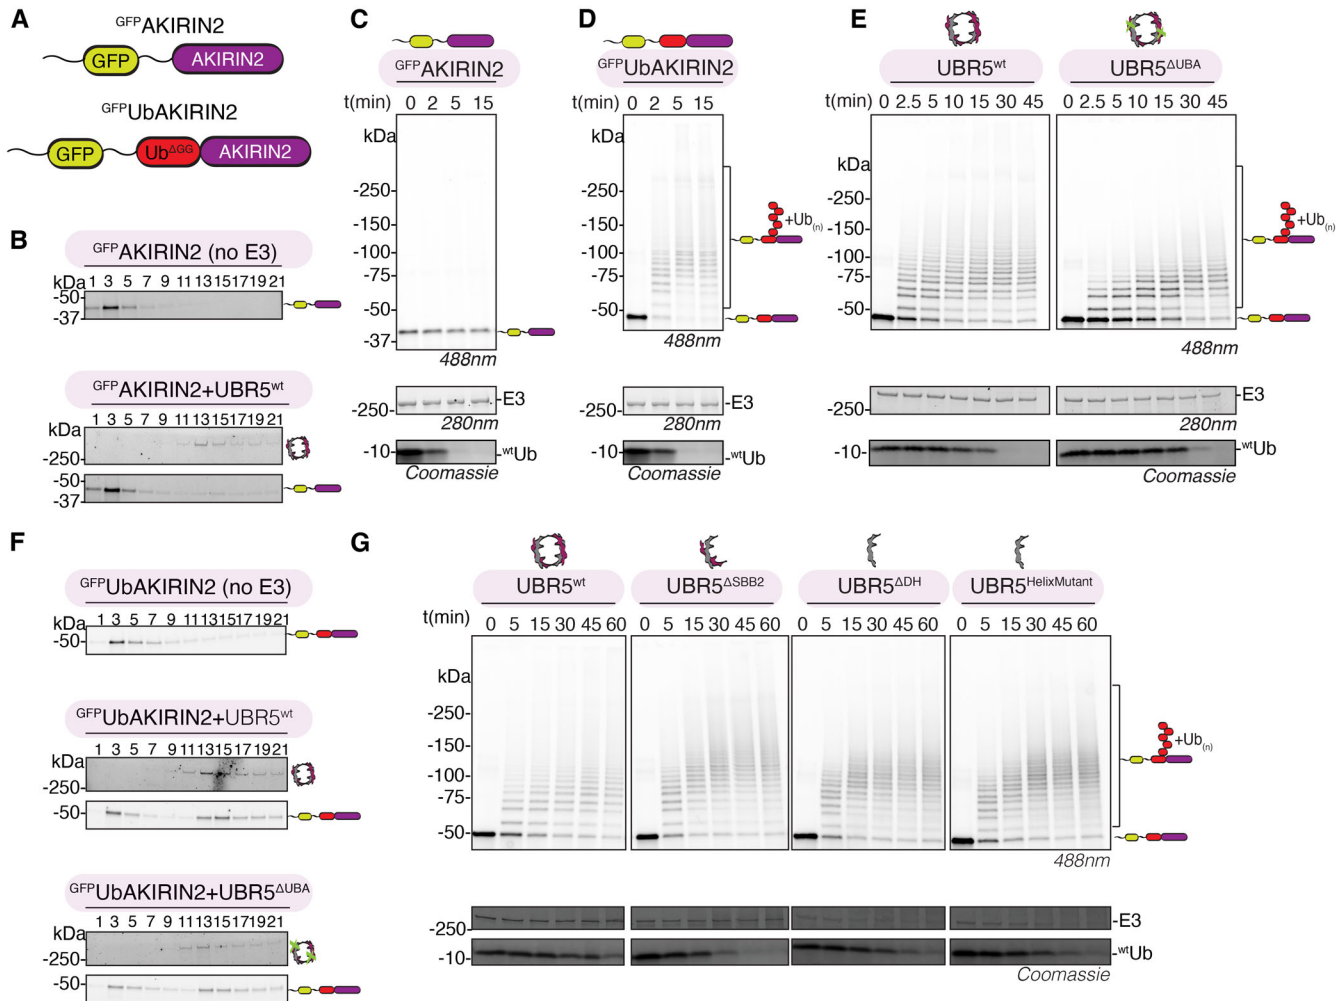 A
GFPAKIRIN2
GFP AKIRIN2
GFPUbAKIRIN2
GFP UbΔGG AKIRIN2
B
GFPAKIRIN2 (no E3)
kDa 1 3 5 7 9 11 13 15 17 19 21
-50-
-37
GFPAKIRIN2+UBR5wt
1 3 5 7 9 11 13 15 17 19 21
kDa
-250-
-50-
-37
C
GFPAKIRIN2
t(min) 0 2 5 15
kDa
-250-
-150-
-100-
-75-
-50-
-37-
488nm
-250- -E3
280nm
-10- -wtUb
Coomassie
D
GFPUbAKIRIN2
t(min) 0 2 5 15
kDa
-250-
-150-
-100-
-75-
-50-
+Ub(n)
488nm
-250- -E3
280nm
-10- -wtUb
Coomassie
E
UBR5wt UBR5ΔUBA
t(min) 0 2.5 5 10 15 30 45 0 2.5 5 10 15 30 45
kDa
-250-
-150-
-100-
-75-
-50-
+Ub(n)
488nm
-250- -E3
280nm
-10- -wtUb
Coomassie
F
GFPUbAKIRIN2 (no E3)
kDa 1 3 5 7 9 11 13 15 17 19 21
-50-
GFPUbAKIRIN2+UBR5wt
1 3 5 7 9 11 13 15 17 19 21
kDa
-250-
-50-
GFPUbAKIRIN2+UBR5ΔUBA
1 3 5 7 9 11 13 15 17 19 21
kDa
-250-
-50-
G
UBR5wt UBR5ΔSBB2 UBR5ΔDH UBR5HelixMutant
t(min) 0 5 15 30 45 60 0 5 15 30 45 60 0 5 15 30 45 60 0 5 15 30 45 60
kDa
-250-
-150-
-100-
-75-
-50-
+Ub(n)
488nm
-250- -E3
-10- -wtUb
Coomassie